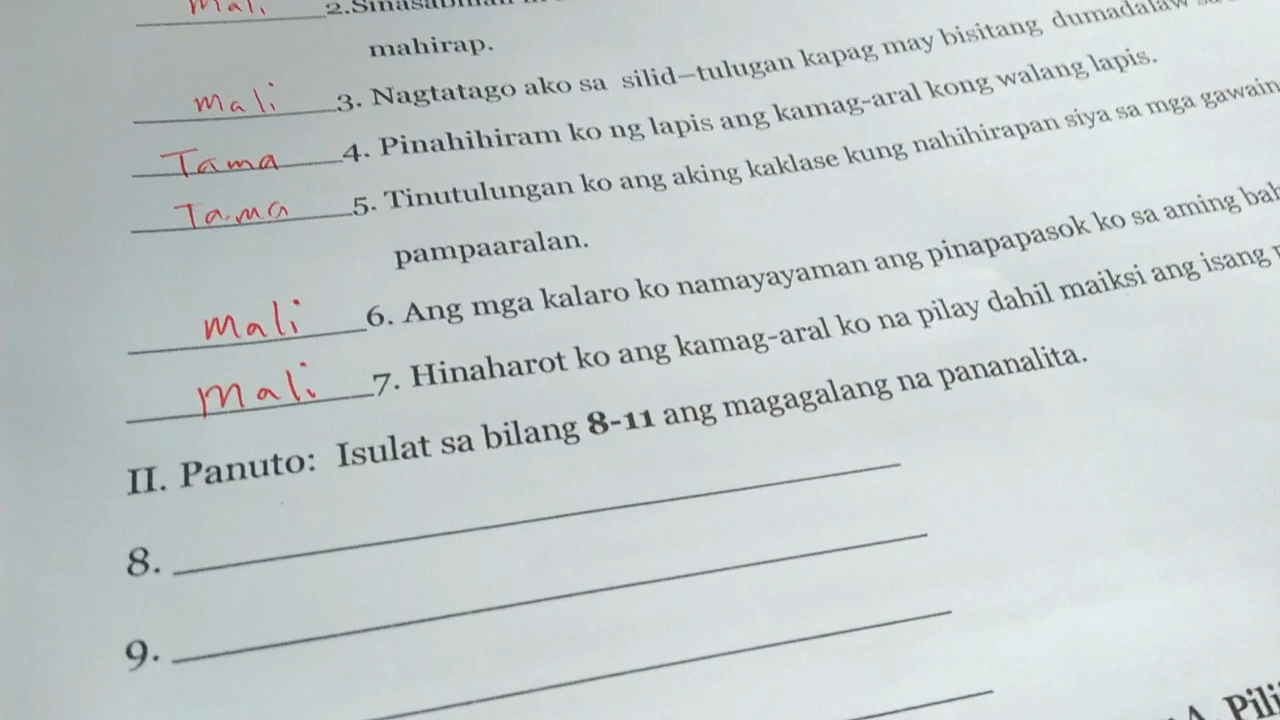 Mali 2.
mahirap.
Mali 3. Nagtatago ako sa silid-tulugan kapag may bisitang dumadalaw
Tama 4. Pinahihiram ko ng lapis ang kamag-aral kong walang lapis.
Tama 5. Tinutulungan ko ang aking kaklase kung nahihirapan siya sa mga gawain
pampaaralan.
Mali 6. Ang mga kalaro ko namayayaman ang pinapapasok ko sa aming
Mali 7. Hinaharot ko ang kamag-aral ko na pilay dahil maiksi ang isang
II. Panuto: Isulat sa bilang 8-11 ang magagalang na pananalita.
8.
9.